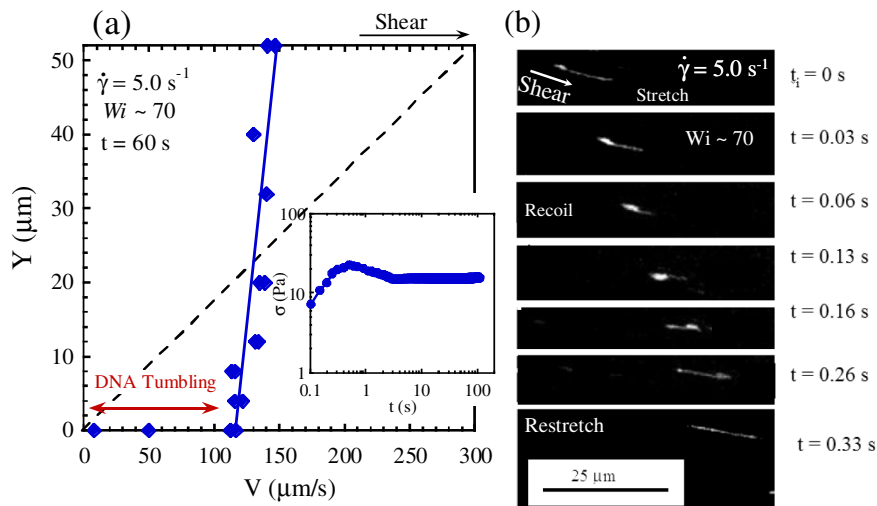 (a)
Shear
50
40
30
20
10
0
Y (μm)
γ̇ = 5.0 s⁻¹
Wi ~ 70
t = 60 s
DNA Tumbling
0 50 100 150 200 250 300
V (μm/s)
100
10
1
σ (Pa)
0.1 1 10 100
t (s)
(b)
Shear
Stretch
γ̇ = 5.0 s⁻¹
tᵢ = 0 s
Wi ~ 70
t = 0.03 s
Recoil
t = 0.06 s
t = 0.13 s
t = 0.16 s
t = 0.26 s
Restretch
t = 0.33 s
25 μm